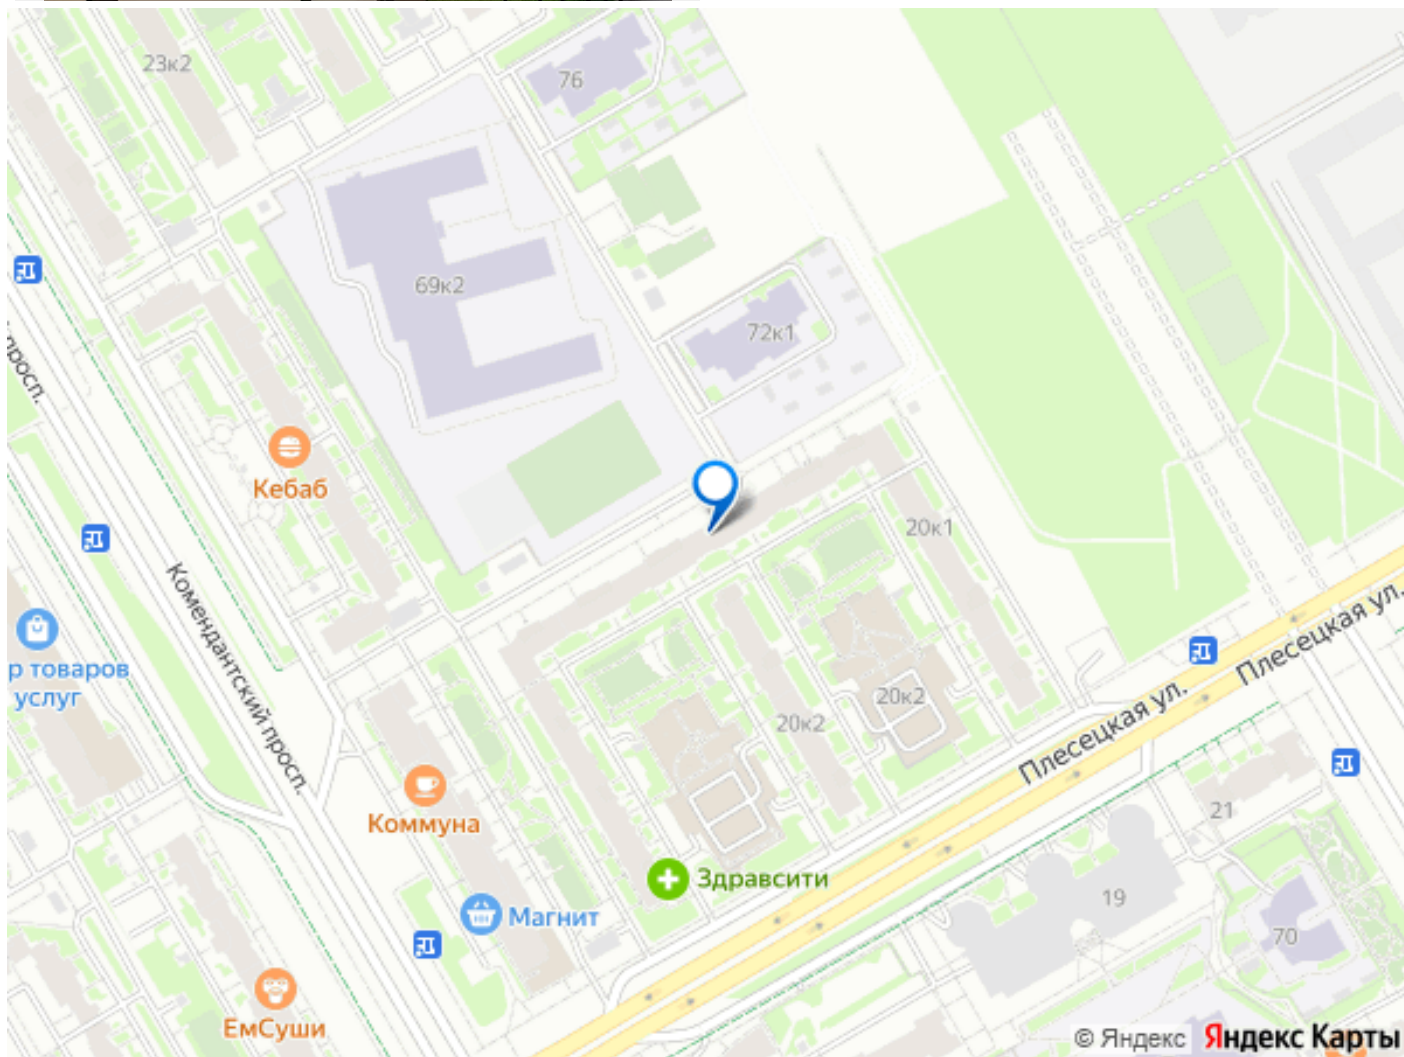 23к2
76
69к2
72к1
просп.
Кебаб
20к1
Комендантский просп.
Плесецкая ул.
р товаров
услуг
20к2
20к2
Плесецкая ул.
Коммуна
21
Здравсити
19
Магнит
70
ЕмСуши
© Яндекс Яндекс Карты